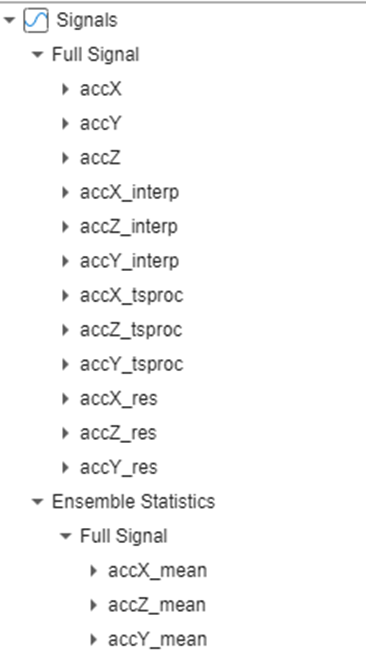 Signals
Full Signal
accX
accY
accZ
accX_interp
accZ_interp
accY_interp
accX_tsproc
accZ_tsproc
accY_tsproc
accX_res
accZ_res
accY_res
Ensemble Statistics
Full Signal
accX_mean
accZ_mean
accY_mean